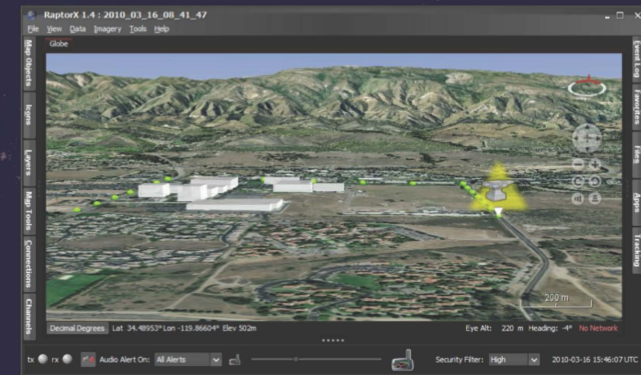 RaptorX 1.4 : 2010_03_16_08_41_47
File View Data Imagery Tools Help
Globe
Map Objects
Icons
Layers
Map Tools
Connections
Channels
Event Log
Favorites
Files
Apps
Tracking
200 m
Decimal Degrees Lat 34.48953° Lon -119.86604° Elev 502m
Eye Alt: 220 m Heading: -4° No Network
tx rx Audio Alert On: All Alerts Security Filter: High 2010-03-16 15:46:07 UTC